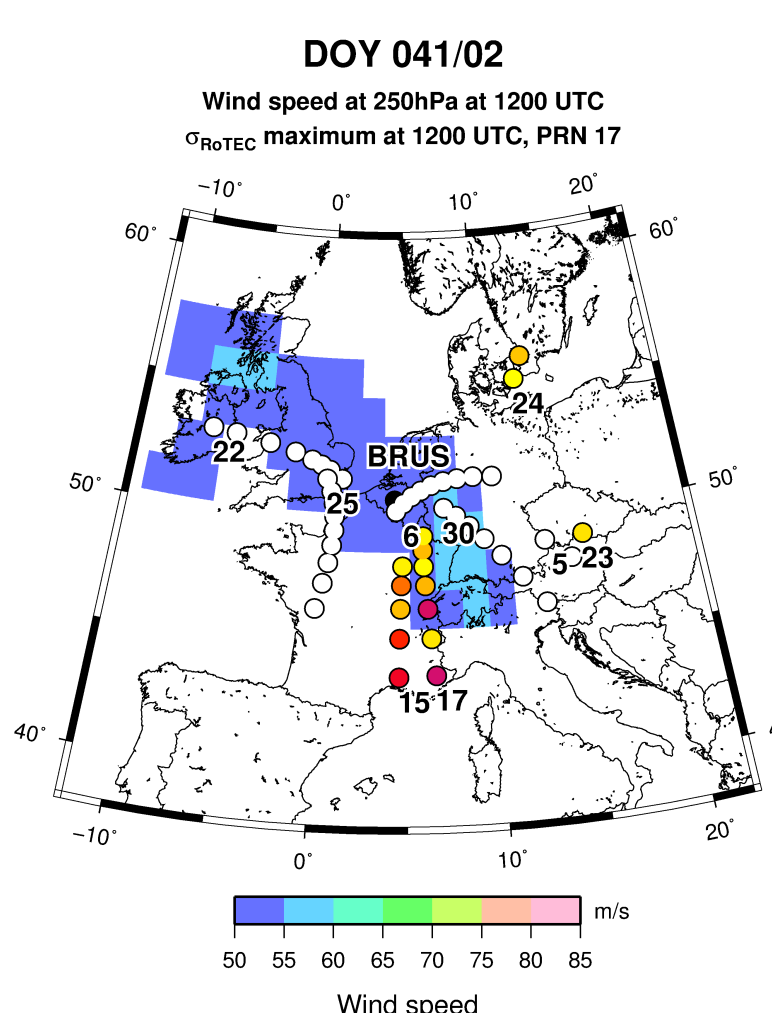 DOY 041/02
Wind speed at 250hPa at 1200 UTC
σRoTEC maximum at 1200 UTC, PRN 17
−10˚ 0˚ 10˚ 20˚
60˚ 60˚
24
22 BRUS
50˚ 50˚
25
6 30 5 23
15 17
40˚ 4
−10˚ 0˚ 10˚ 20˚
m/s
50 55 60 65 70 75 80 85
Wind speed